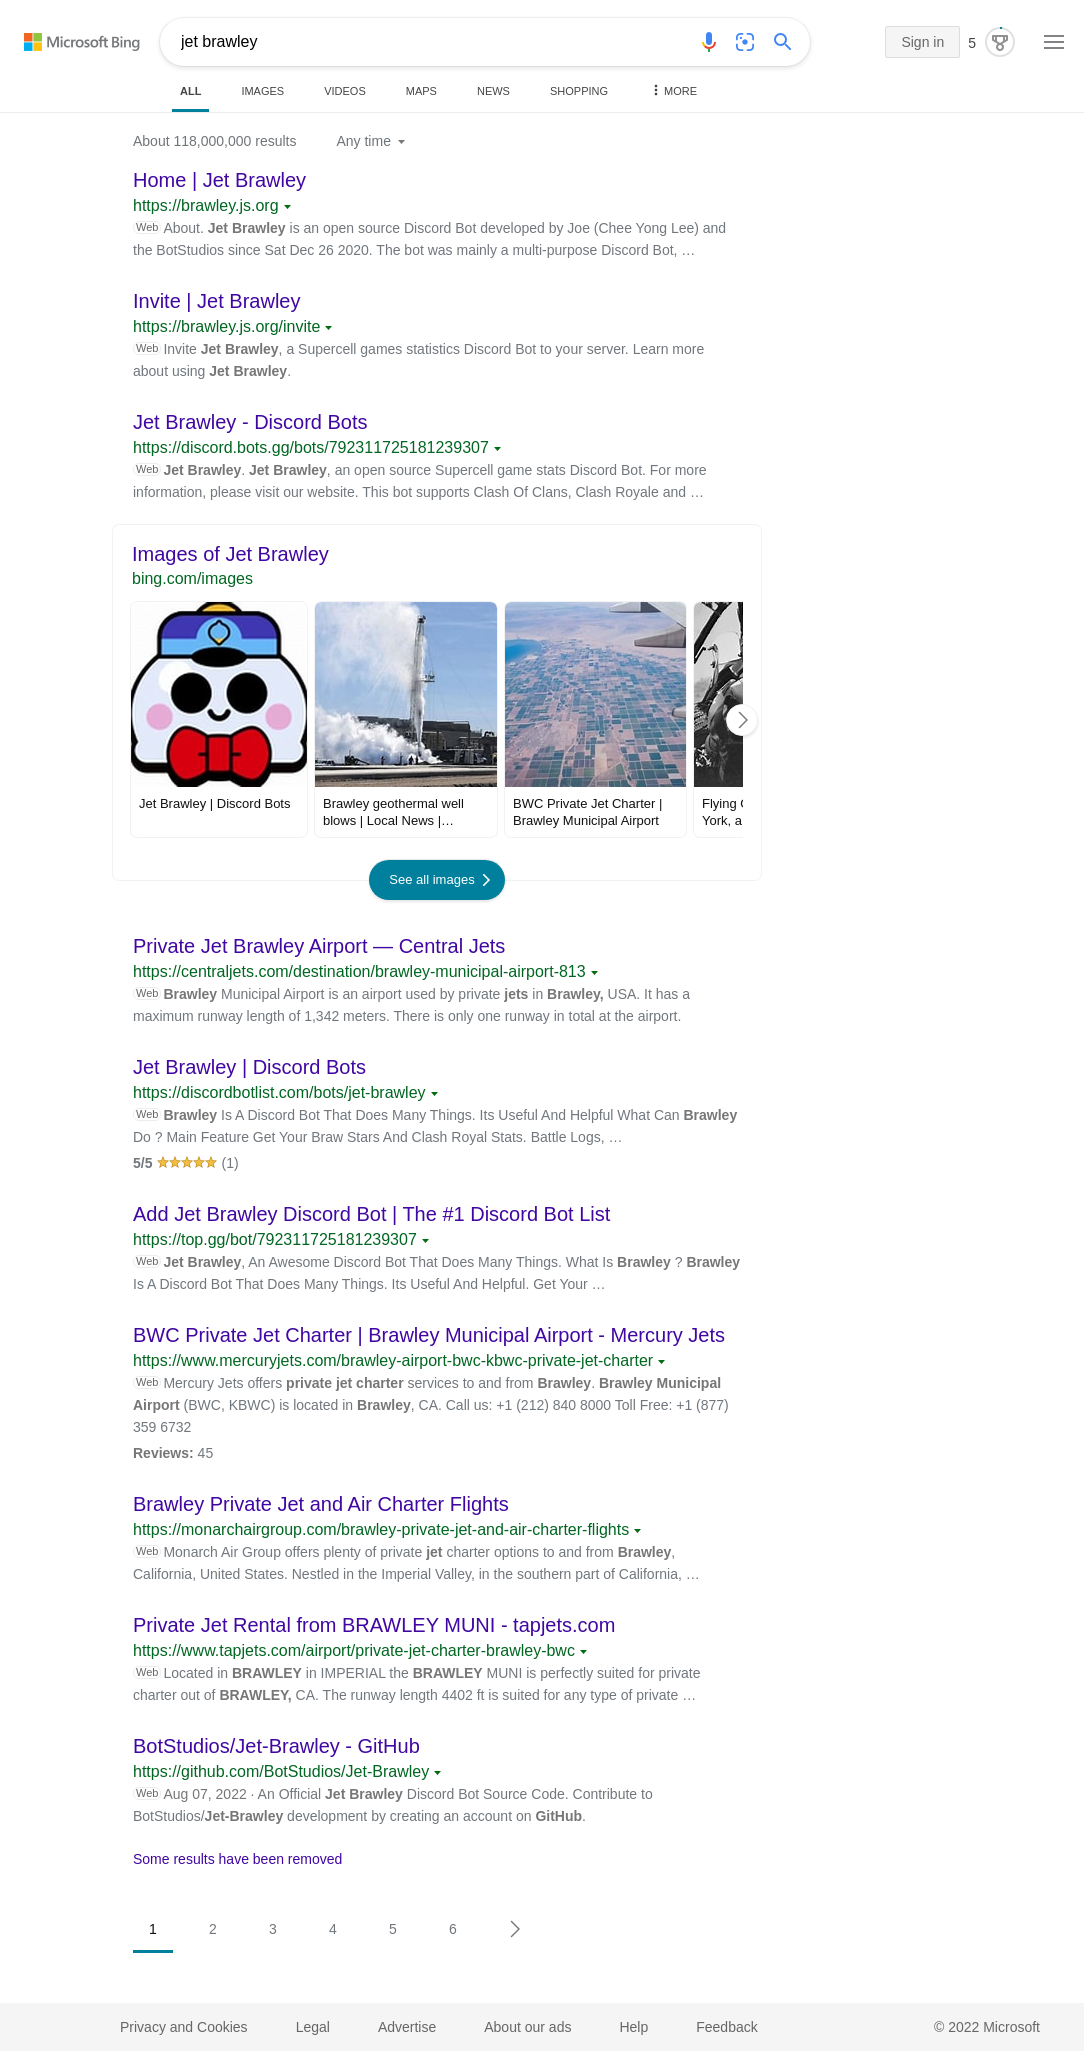 Microsoft Bing
jet brawley
Sign in
5
ALL
IMAGES
VIDEOS
MAPS
NEWS
SHOPPING
MORE
About 118,000,000 results
Any time
Home | Jet Brawley
https://brawley.js.org
Web About. Jet Brawley is an open source Discord Bot developed by Joe (Chee Yong Lee) and
the BotStudios since Sat Dec 26 2020. The bot was mainly a multi-purpose Discord Bot, …
Invite | Jet Brawley
https://brawley.js.org/invite
Web Invite Jet Brawley, a Supercell games statistics Discord Bot to your server. Learn more
about using Jet Brawley.
Jet Brawley - Discord Bots
https://discord.bots.gg/bots/792311725181239307
Web Jet Brawley. Jet Brawley, an open source Supercell game stats Discord Bot. For more
information, please visit our website. This bot supports Clash Of Clans, Clash Royale and …
Images of Jet Brawley
bing.com/images
Jet Brawley | Discord Bots
Brawley geothermal well
blows | Local News |…
BWC Private Jet Charter |
Brawley Municipal Airport
Flying
York, a
See all images
Private Jet Brawley Airport — Central Jets
https://centraljets.com/destination/brawley-municipal-airport-813
Web Brawley Municipal Airport is an airport used by private jets in Brawley, USA. It has a
maximum runway length of 1,342 meters. There is only one runway in total at the airport.
Jet Brawley | Discord Bots
https://discordbotlist.com/bots/jet-brawley
Web Brawley Is A Discord Bot That Does Many Things. Its Useful And Helpful What Can Brawley
Do ? Main Feature Get Your Braw Stars And Clash Royal Stats. Battle Logs, …
5/5 (1)
Add Jet Brawley Discord Bot | The #1 Discord Bot List
https://top.gg/bot/792311725181239307
Web Jet Brawley, An Awesome Discord Bot That Does Many Things. What Is Brawley ? Brawley
Is A Discord Bot That Does Many Things. Its Useful And Helpful. Get Your …
BWC Private Jet Charter | Brawley Municipal Airport - Mercury Jets
https://www.mercuryjets.com/brawley-airport-bwc-kbwc-private-jet-charter
Web Mercury Jets offers private jet charter services to and from Brawley. Brawley Municipal
Airport (BWC, KBWC) is located in Brawley, CA. Call us: +1 (212) 840 8000 Toll Free: +1 (877)
359 6732
Reviews: 45
Brawley Private Jet and Air Charter Flights
https://monarchairgroup.com/brawley-private-jet-and-air-charter-flights
Web Monarch Air Group offers plenty of private jet charter options to and from Brawley,
California, United States. Nestled in the Imperial Valley, in the southern part of California, …
Private Jet Rental from BRAWLEY MUNI - tapjets.com
https://www.tapjets.com/airport/private-jet-charter-brawley-bwc
Web Located in BRAWLEY in IMPERIAL the BRAWLEY MUNI is perfectly suited for private
charter out of BRAWLEY, CA. The runway length 4402 ft is suited for any type of private …
BotStudios/Jet-Brawley - GitHub
https://github.com/BotStudios/Jet-Brawley
Web Aug 07, 2022 · An Official Jet Brawley Discord Bot Source Code. Contribute to
BotStudios/Jet-Brawley development by creating an account on GitHub.
Some results have been removed
1
2
3
4
5
6
Privacy and Cookies
Legal
Advertise
About our ads
Help
Feedback
© 2022 Microsoft